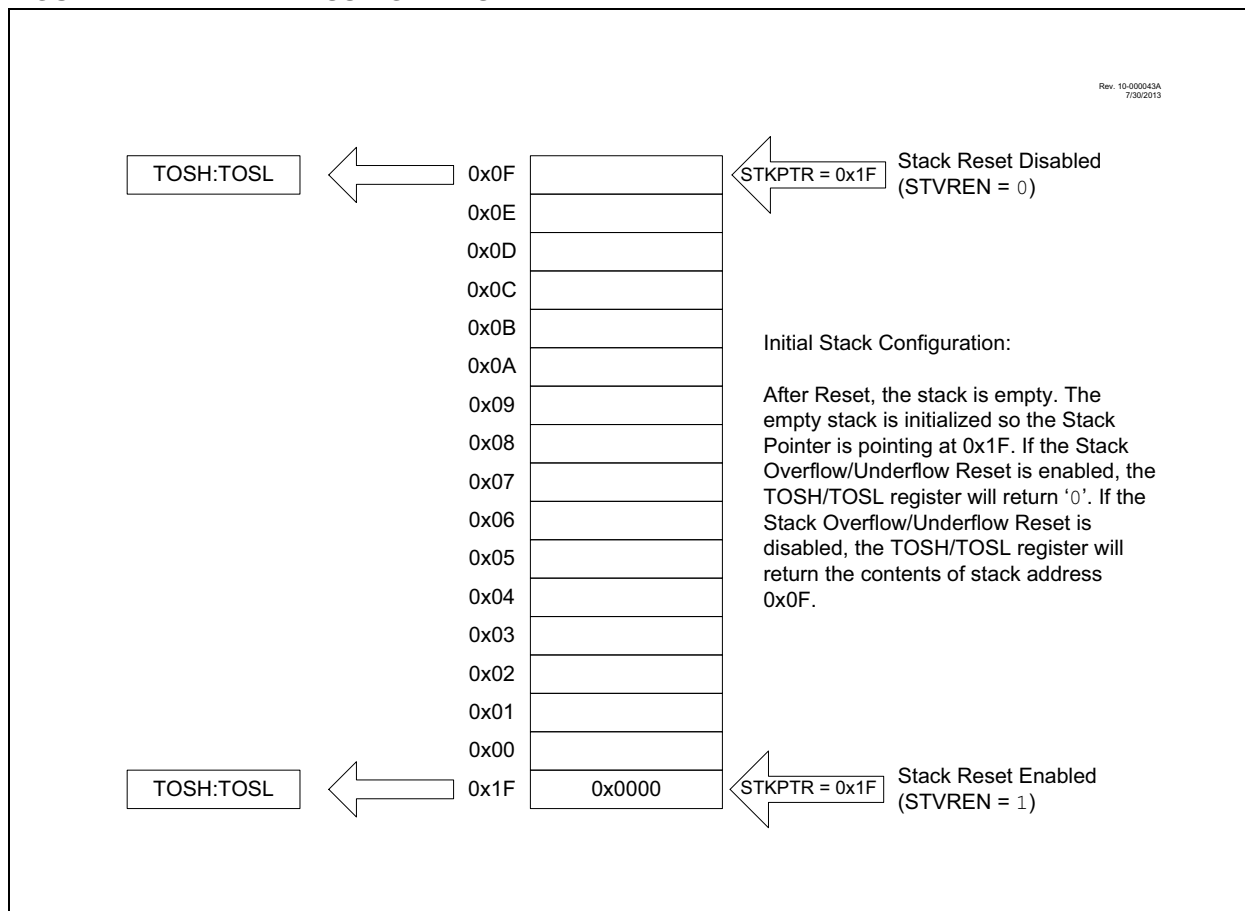 Rev. 10-000043A
7/30/2013
TOSH:TOSL
0x0F
STKPTR = 0x1F
Stack Reset Disabled
(STVREN = 0)
0x0E
0x0D
0x0C
0x0B
0x0A
0x09
0x08
0x07
0x06
0x05
0x04
0x03
0x02
0x01
0x00
Initial Stack Configuration:
After Reset, the stack is empty. The
empty stack is initialized so the Stack
Pointer is pointing at 0x1F. If the Stack
Overflow/Underflow Reset is enabled, the
TOSH/TOSL register will return ‘0’. If the
Stack Overflow/Underflow Reset is
disabled, the TOSH/TOSL register will
return the contents of stack address
0x0F.
TOSH:TOSL
0x1F
0x0000
STKPTR = 0x1F
Stack Reset Enabled
(STVREN = 1)